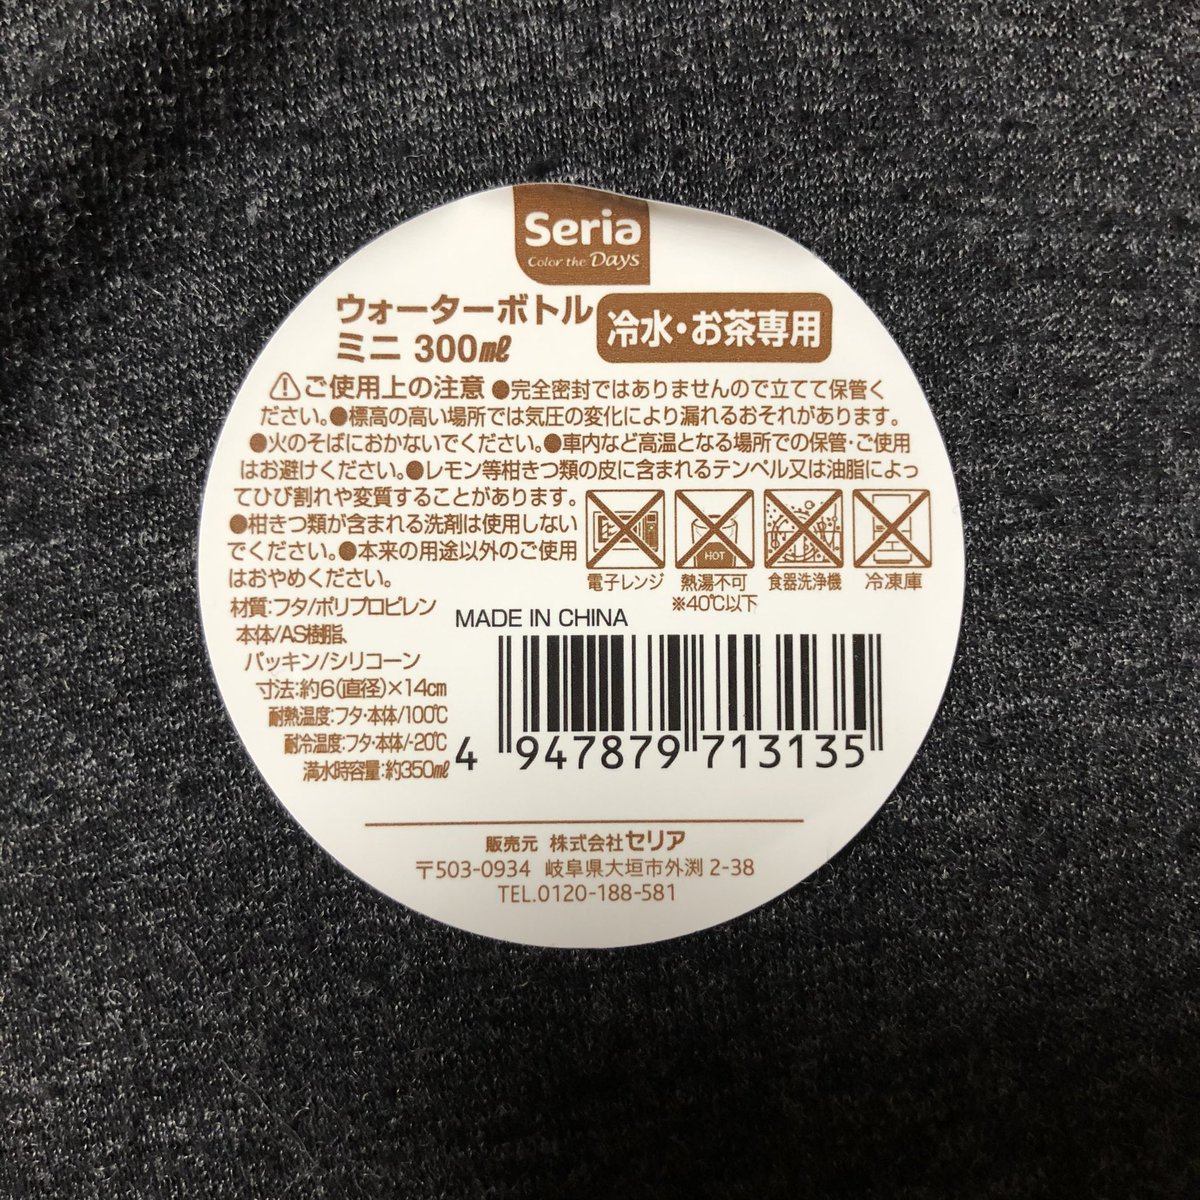 Seria
Color the Days
ウォーターボトル
ミニ 300㎖
冷水・お茶専用
⚠ご使用上の注意 ●完全密封ではありませんので立てて保管く
ださい。●標高の高い場所では気圧の変化により漏れるおそれがあります。
●火のそばにおかないでください。●車内など高温となる場所での保管・ご使用
はお避けください。●レモン等柑きつ類の皮に含まれるテンペル又は油脂によっ
てひび割れや変質することがあります。
●柑きつ類が含まれる洗剤は使用しない
でください。●本来の用途以外のご使用
はおやめください。
HOT
電子レンジ 熱湯不可 食器洗浄機 冷凍庫
※40℃以下
材質:フタ/ポリプロピレン
本体/AS樹脂、
パッキン/シリコーン
寸法:約6(直径)×14㎝
耐熱温度:フタ・本体/100℃
耐冷温度:フタ・本体/-20℃
満水時容量:約350㎖
MADE IN CHINA
4 947879 713135
販売元 株式会社セリア
〒503-0934 岐阜県大垣市外渕 2-38
TEL.0120-188-581